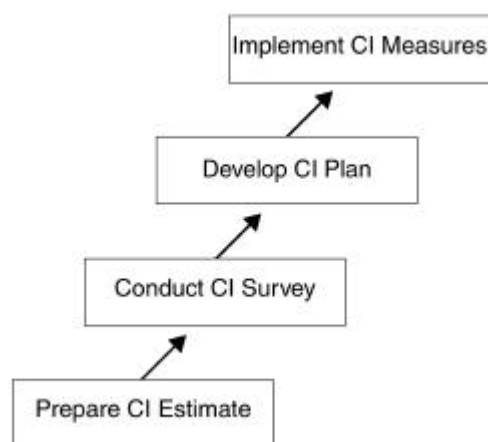 Implement CI Measures
Develop CI Plan
Conduct CI Survey
Prepare CI Estimate